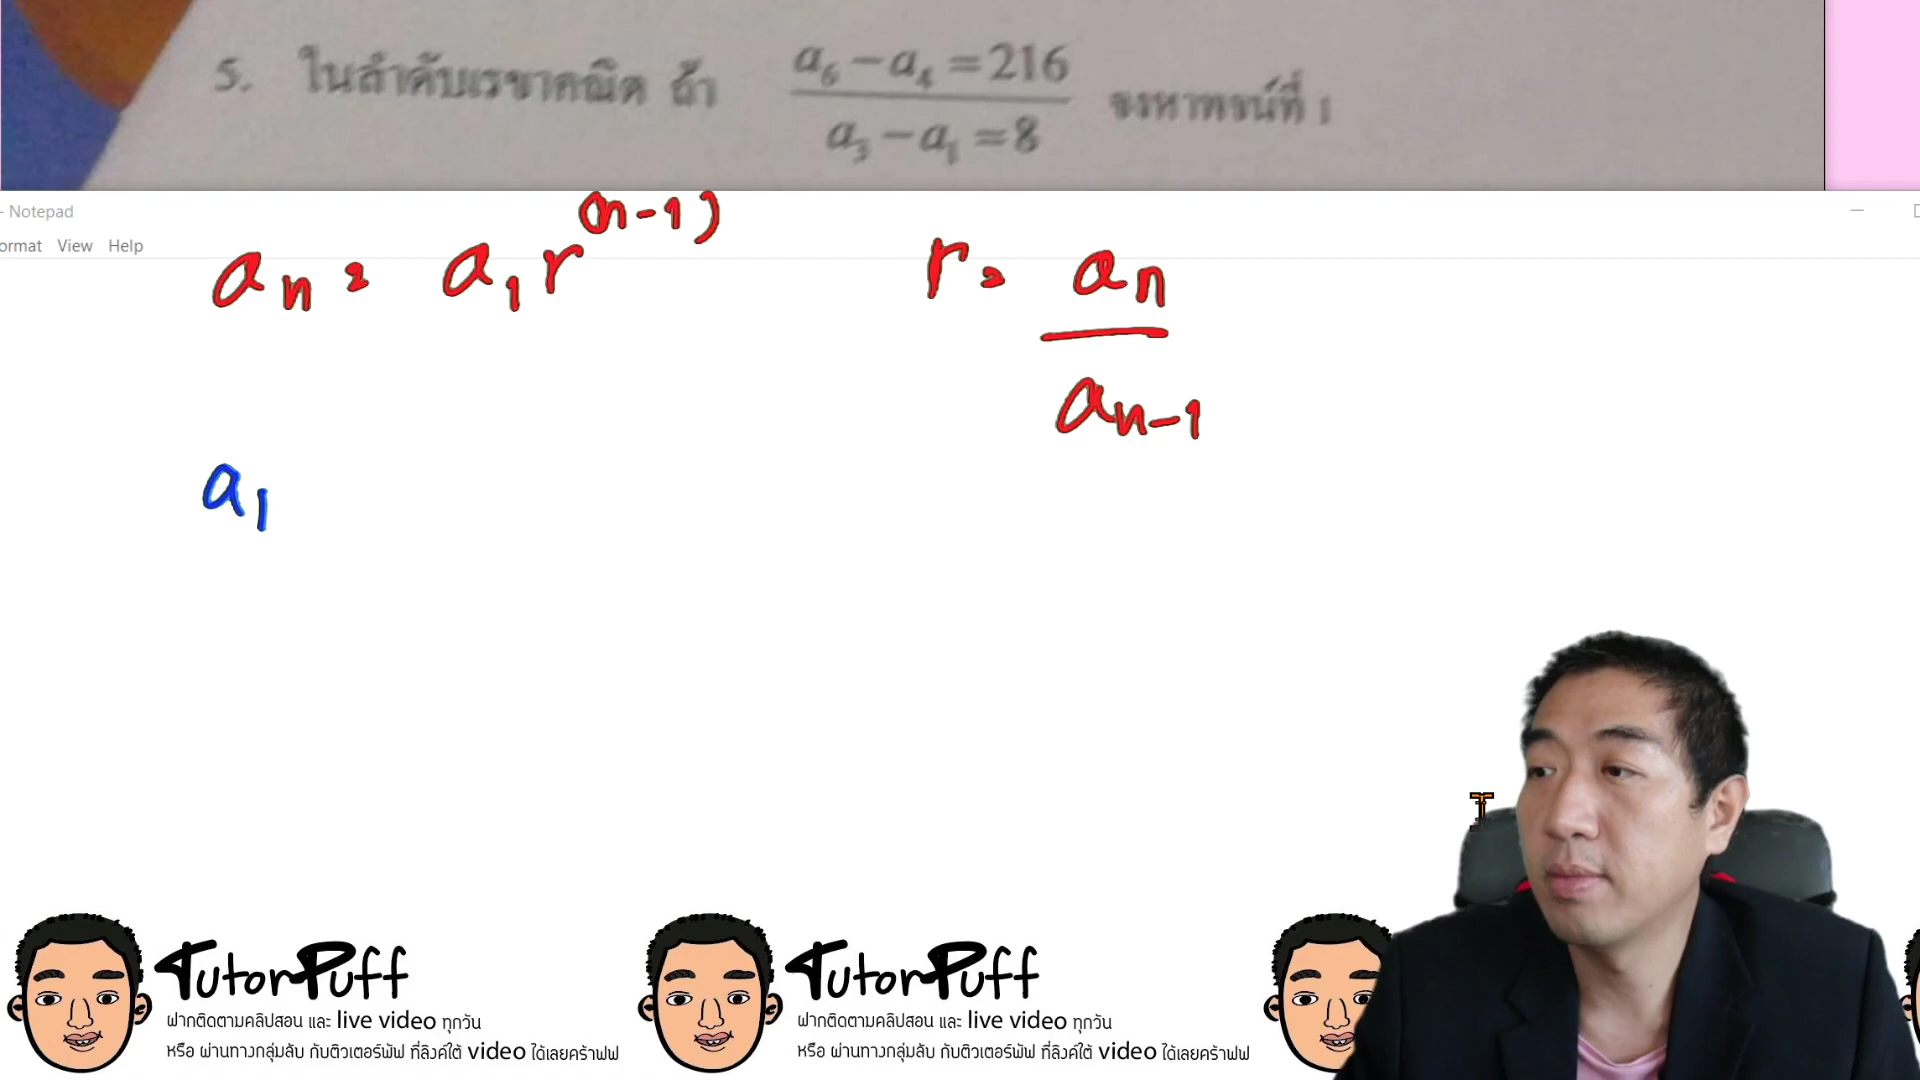 5. ในลำดับเรขาคณิต ถ้า a₆ − a₄ = 216 จงหาพจน์ที่ 1
a₃ − a₁ = 8
- Notepad
ormat View Help
aₙ = a₁ r⁽ⁿ⁻¹⁾
r = aₙ
aₙ₋₁
a₁
TutorPuff
ฝากติดตามคลิปสอน และ live video ทุกวัน
หรือ ผ่านทางกลุ่มลับ กับติวเตอร์พัฟ ที่ลิงค์ใต้ video ได้เลยคร้าฟฟ
TutorPuff
ฝากติดตามคลิปสอน และ live video ทุกวัน
หรือ ผ่านทางกลุ่มลับ กับติวเตอร์พัฟ ที่ลิงค์ใต้ video ได้เลยคร้าฟฟ